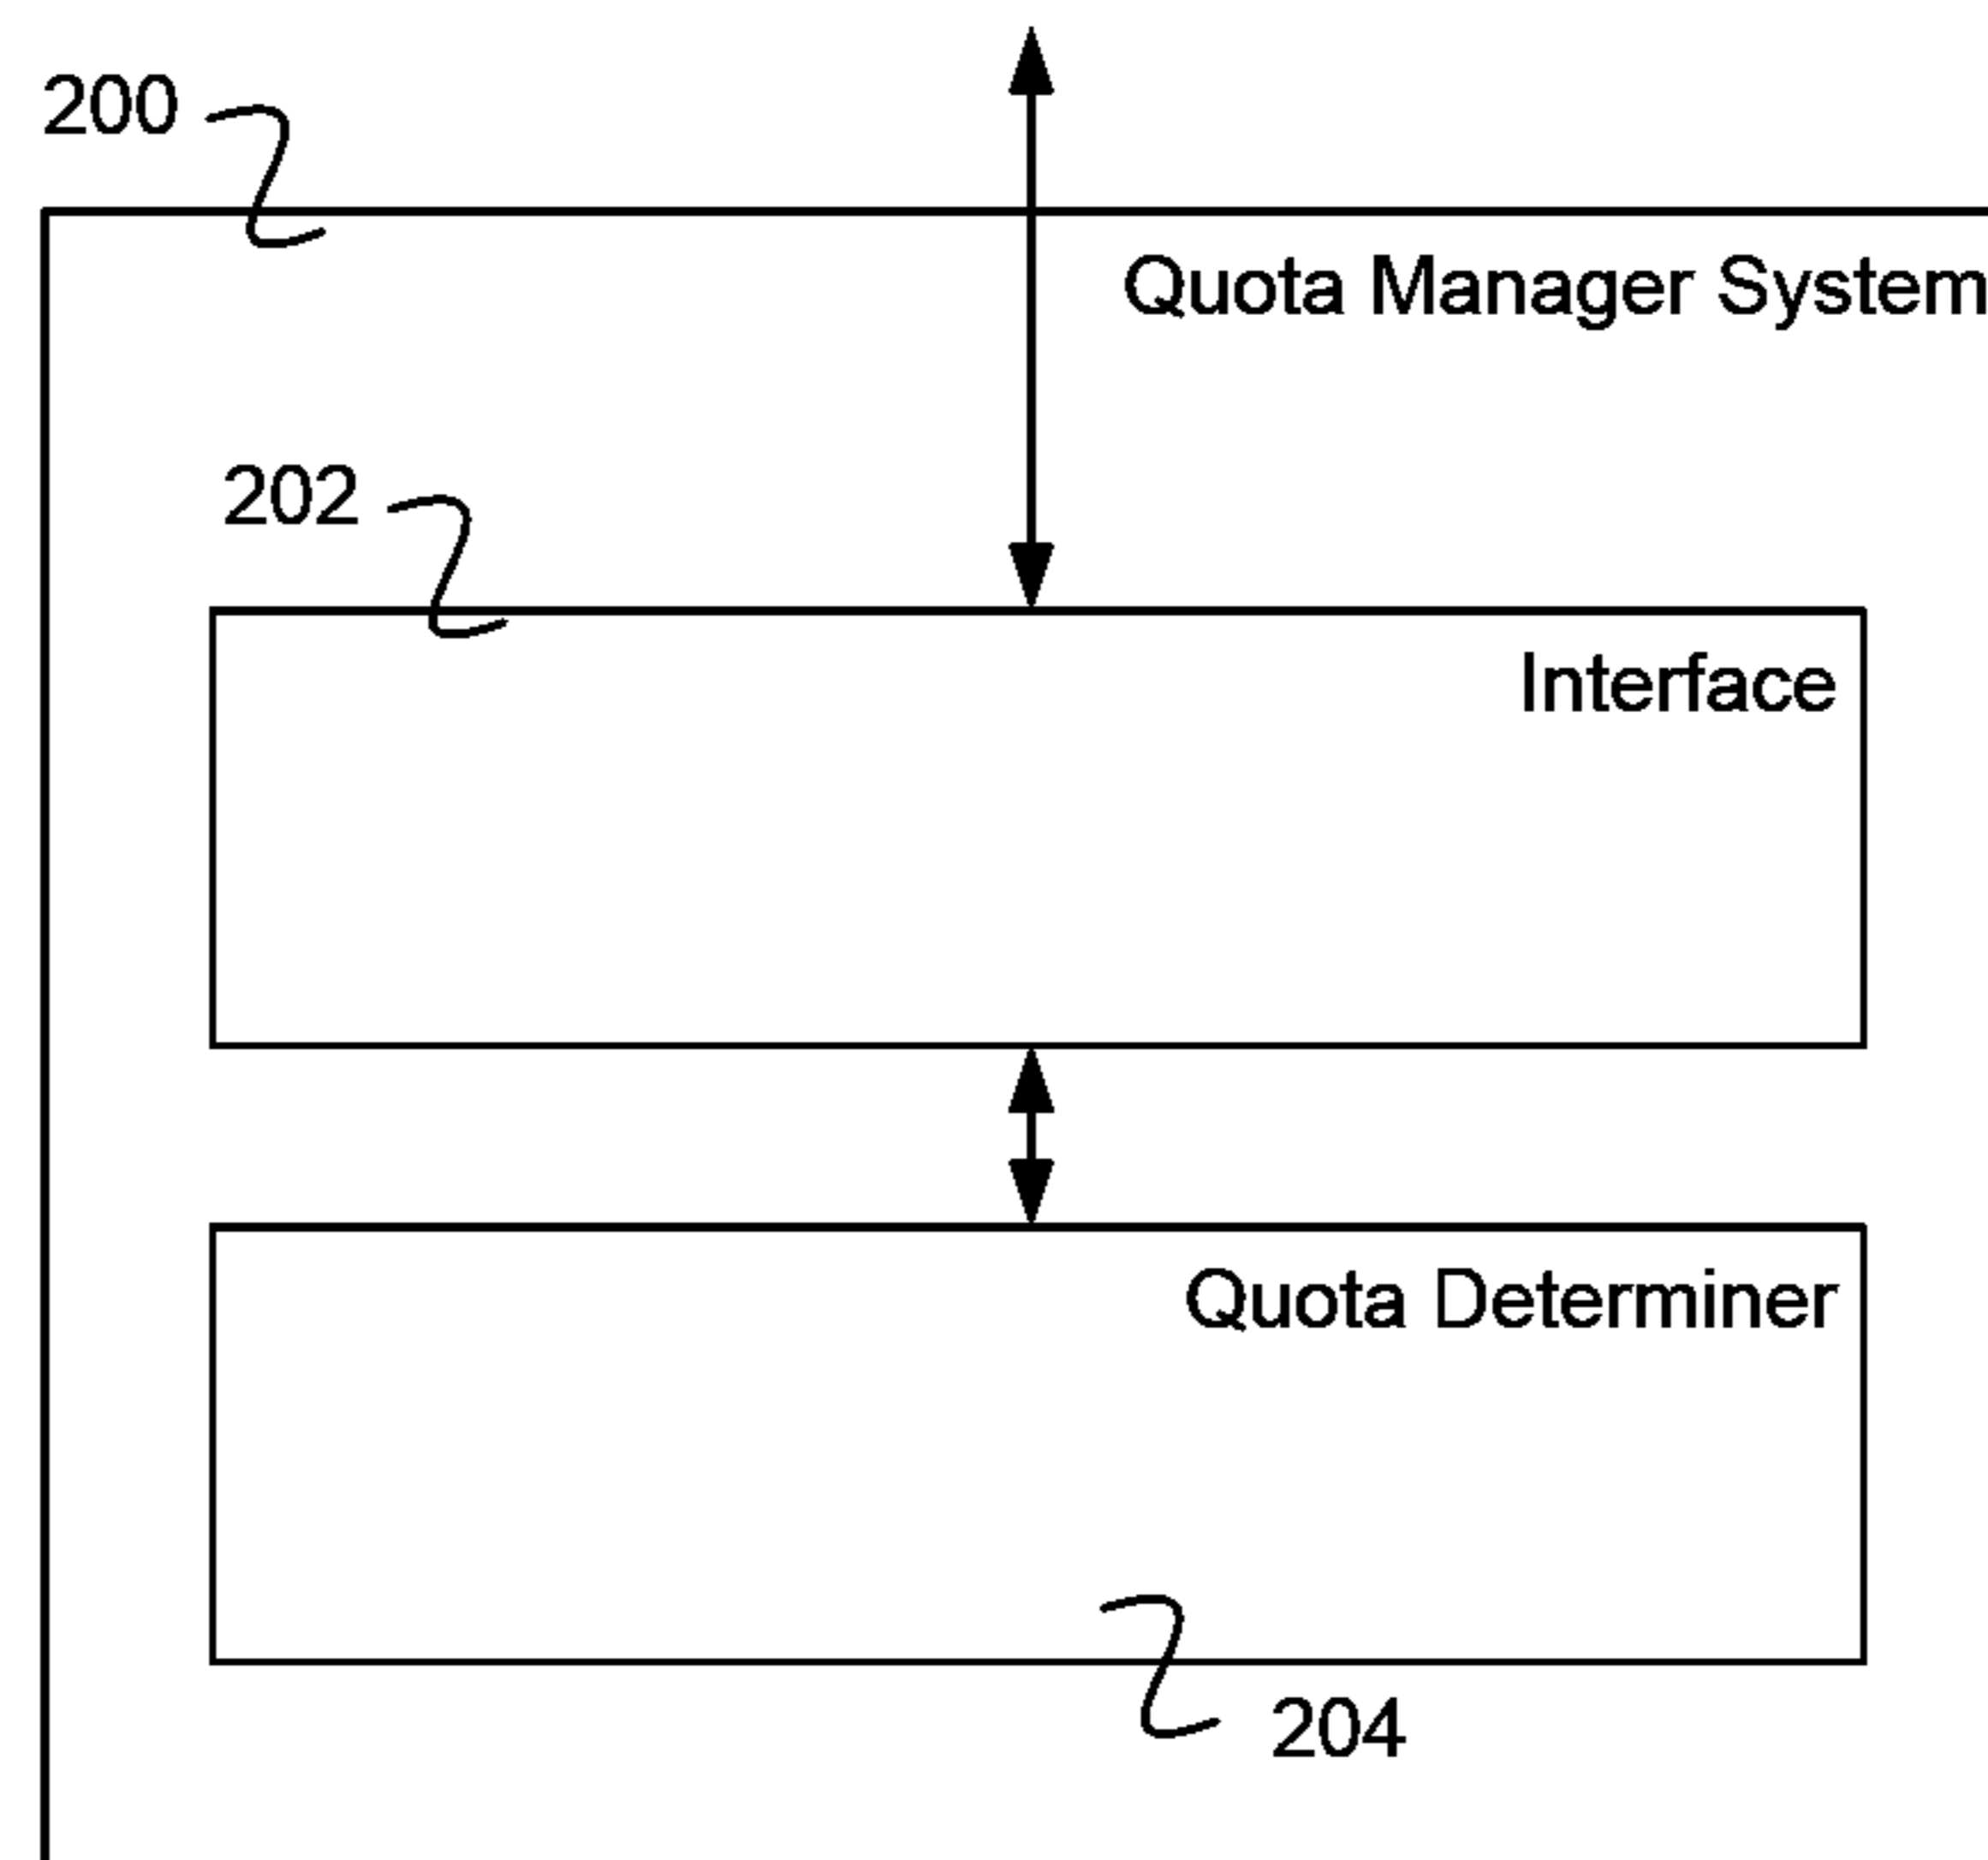 200
Quota Manager System
202
Interface
Quota Determiner
204